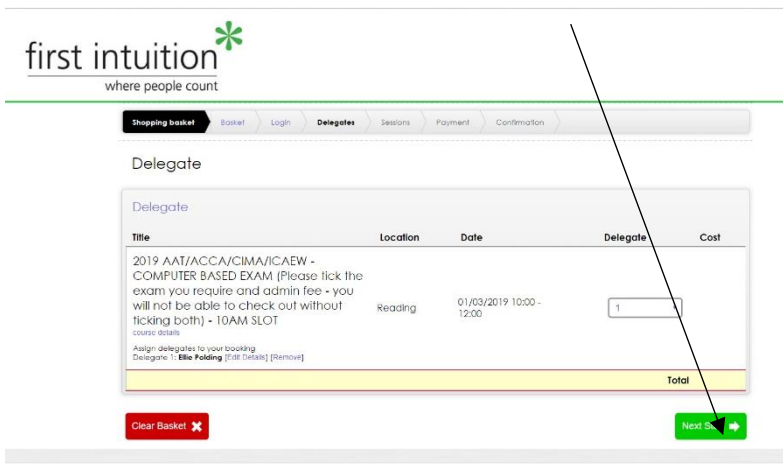 first intuition
where people count
Shopping basket Basket Login Delegates Sessions Payment Confirmation
Delegate
Delegate
Title Location Date Delegate Cost
2019 AAT/ACCA/CIMA/ICAEW -
COMPUTER BASED EXAM (Please tick the
exam you require and admin fee - you
will not be able to check out without
ticking both) - 10AM SLOT
Reading
01/03/2019 10:00 -
12:00
1
course details
Assign delegates to your booking
Delegate 1: Ellie Polding [Edit Details] [Remove]
Total
Clear Basket
Next